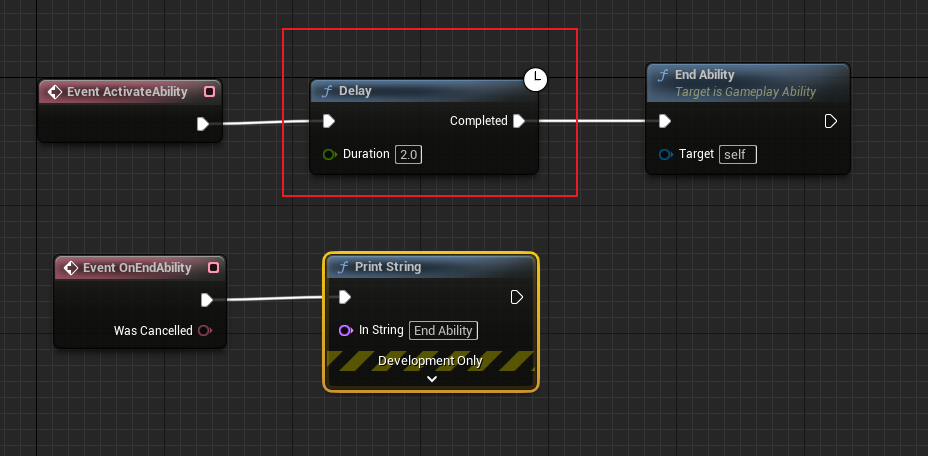 Event ActivateAbility
Delay
Completed
Duration 2.0
End Ability
Target is Gameplay Ability
Target self
Event OnEndAbility
Was Cancelled
Print String
In String End Ability
Development Only